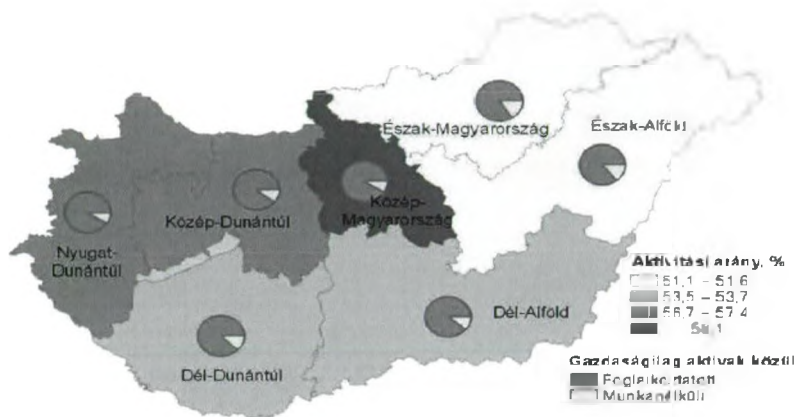 Észak-Magyarország
Észak-Alföld
Közép-Magyarország
Közép-Dunántúl
Nyugat-
Dunántúl
Dél-Alföld
Dél-Dunántúl
Aktivitási arány, %
51,1 – 51,6
53,5 – 53,7
56,7 – 57,4
Gazdaságilag aktívak közül
Foglalkoztatott
Munkanélküli